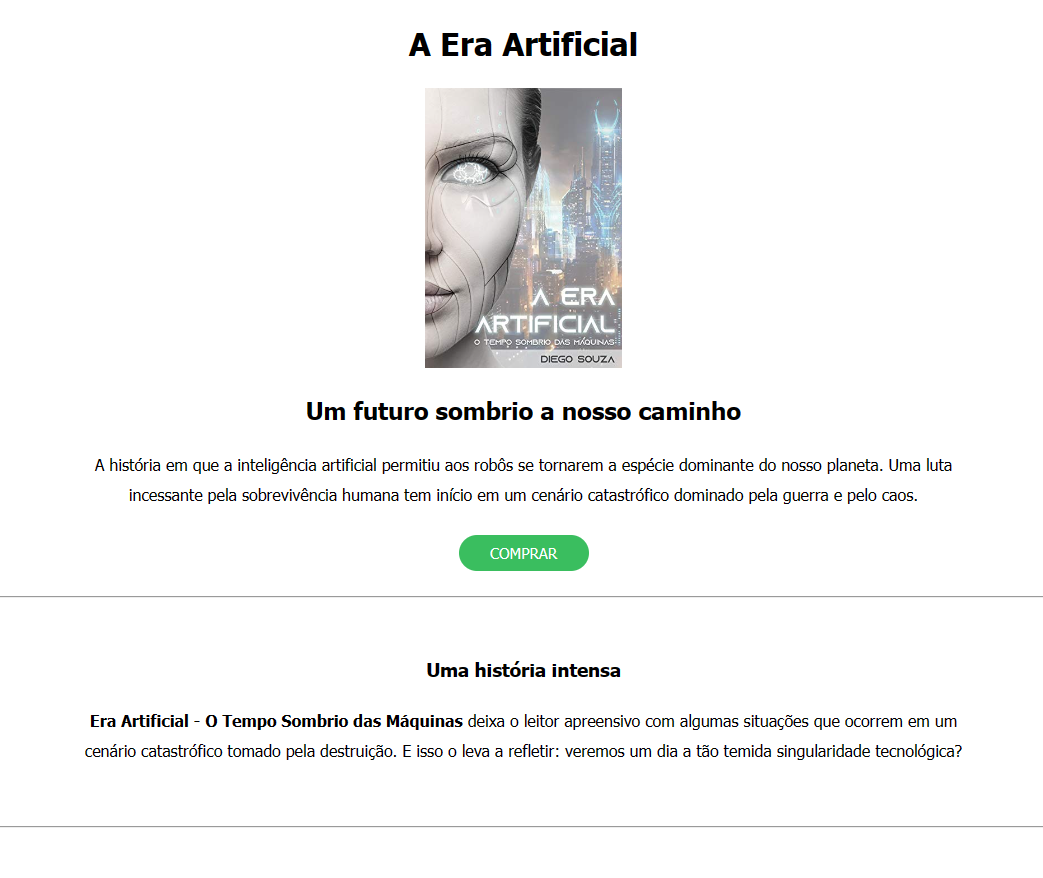 A Era Artificial
A ERA
ARTIFICIAL
O TEMPO SOMBRIO DAS MÁQUINAS
DIEGO SOUZA
Um futuro sombrio a nosso caminho
A história em que a inteligência artificial permitiu aos robôs se tornarem a espécie dominante do nosso planeta. Uma luta
incessante pela sobrevivência humana tem início em um cenário catastrófico dominado pela guerra e pelo caos.
COMPRAR
Uma história intensa
Era Artificial - O Tempo Sombrio das Máquinas deixa o leitor apreensivo com algumas situações que ocorrem em um
cenário catastrófico tomado pela destruição. E isso o leva a refletir: veremos um dia a tão temida singularidade tecnológica?